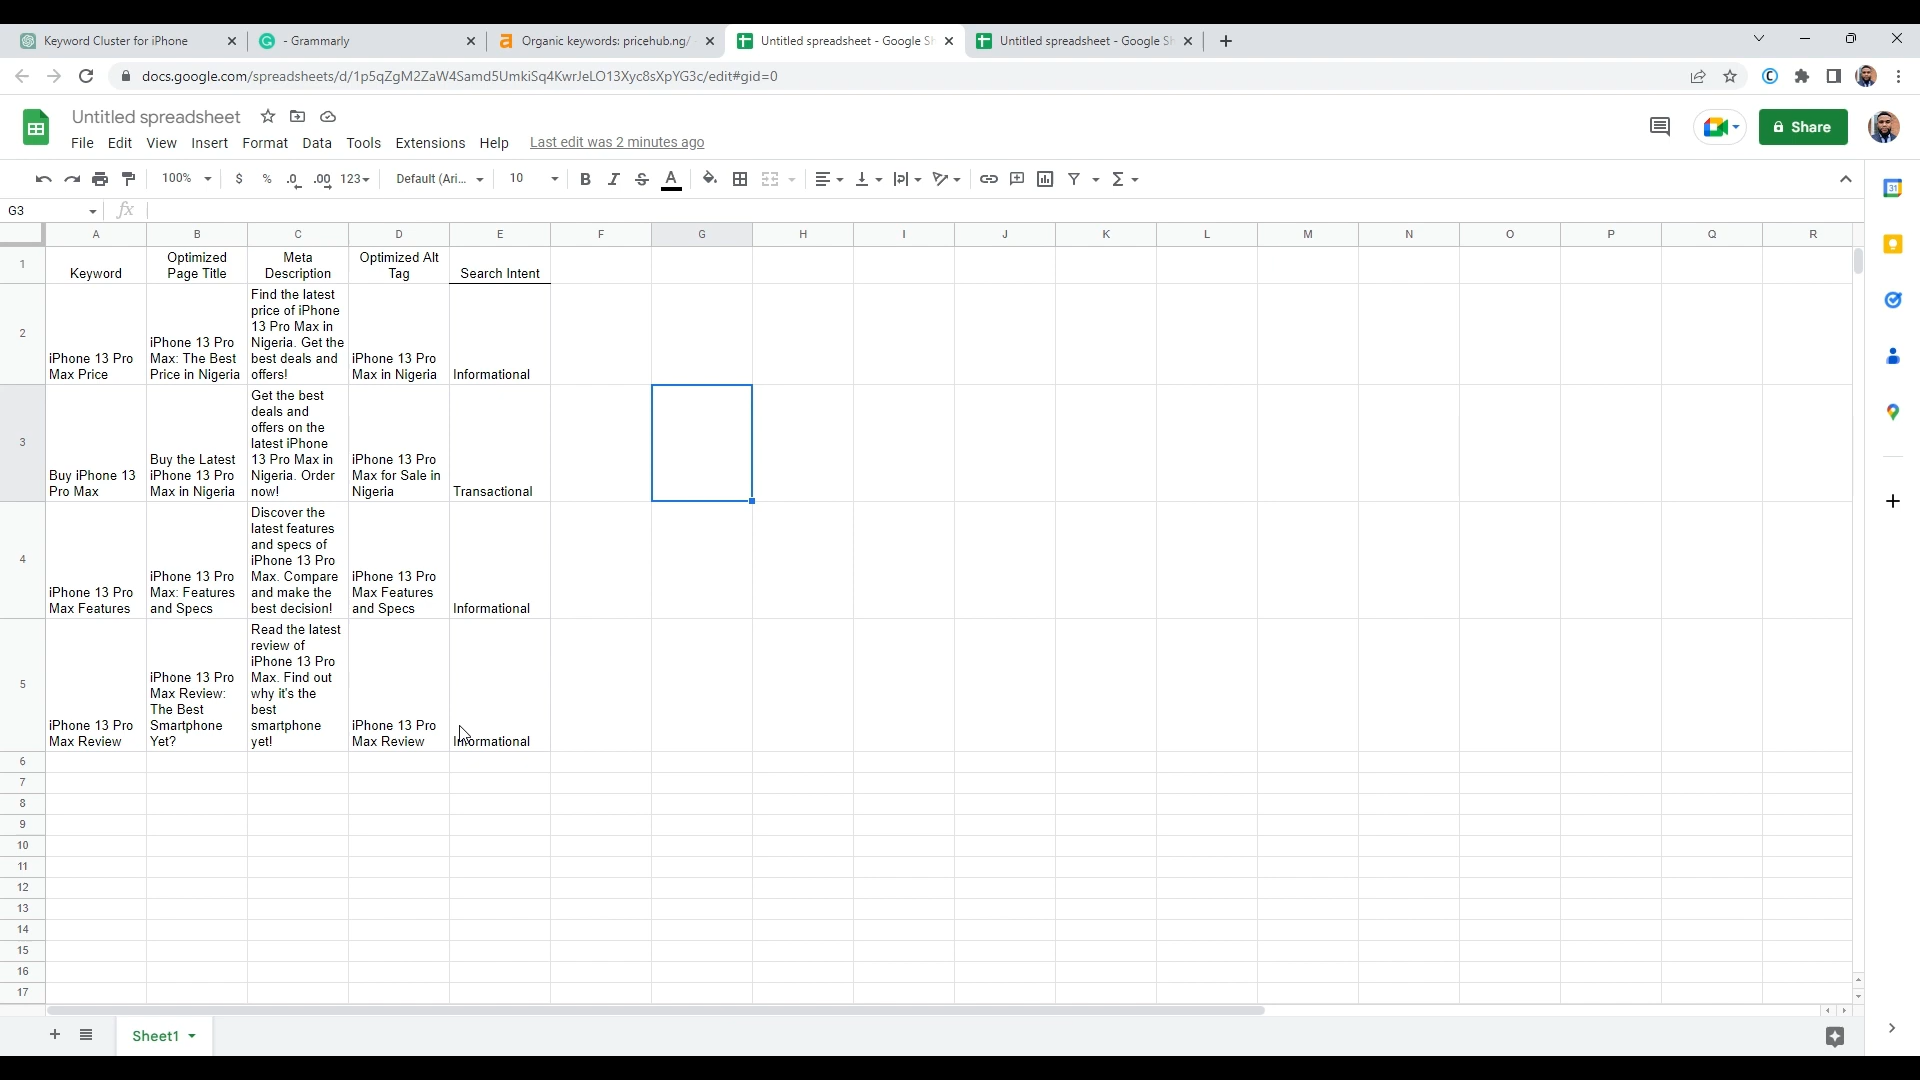 Keyword Cluster for iPhone
- Grammarly
Organic keywords: pricehub.ng/
Untitled spreadsheet - Google Sh
Untitled spreadsheet - Google Sh
docs.google.com/spreadsheets/d/1p5qZgM2ZaW4Samd5UmkiSq4KwrJeLO13Xyc8sXpYG3c/edit#gid=0
Untitled spreadsheet
File Edit View Insert Format Data Tools Extensions Help Last edit was 2 minutes ago
Share
100% $ % .0 .00 123 Default (Ari... 10 B I S A
G3 fx
31
A B C D E F G H I J K L M N O P Q R
1
Keyword
Optimized
Page Title
Meta
Description
Optimized Alt
Tag
Search Intent
2
iPhone 13 Pro
Max Price
iPhone 13 Pro
Max: The Best
Price in Nigeria
Find the latest
price of iPhone
13 Pro Max in
Nigeria. Get the
best deals and
offers!
iPhone 13 Pro
Max in Nigeria
Informational
3
Buy iPhone 13
Pro Max
Buy the Latest
iPhone 13 Pro
Max in Nigeria
Get the best
deals and
offers on the
latest iPhone
13 Pro Max in
Nigeria. Order
now!
iPhone 13 Pro
Max for Sale in
Nigeria
Transactional
4
iPhone 13 Pro
Max Features
iPhone 13 Pro
Max: Features
and Specs
Discover the
latest features
and specs of
iPhone 13 Pro
Max. Compare
and make the
best decision!
iPhone 13 Pro
Max Features
and Specs
Informational
5
iPhone 13 Pro
Max Review
iPhone 13 Pro
Max Review:
The Best
Smartphone
Yet?
Read the latest
review of
iPhone 13 Pro
Max. Find out
why it's the
best
smartphone
yet!
iPhone 13 Pro
Max Review
Informational
6
7
8
9
10
11
12
13
14
15
16
17
Sheet1